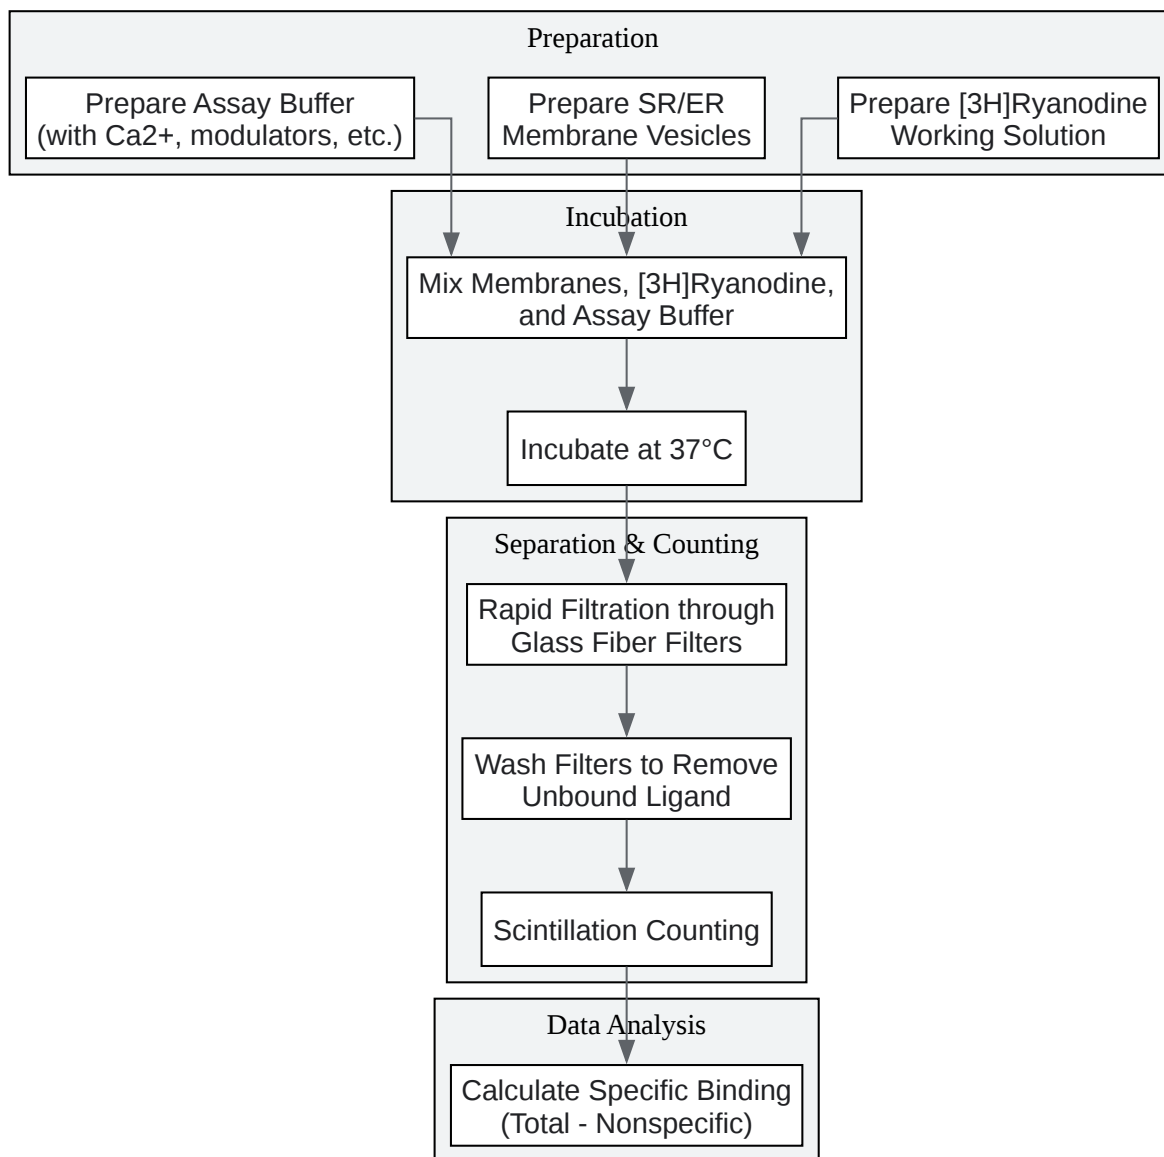 Preparation
Prepare Assay Buffer
(with Ca2+, modulators, etc.)
Prepare SR/ER
Membrane Vesicles
Prepare [3H]Ryanodine
Working Solution
Incubation
Mix Membranes, [3H]Ryanodine,
and Assay Buffer
Incubate at 37°C
Separation & Counting
Rapid Filtration through
Glass Fiber Filters
Wash Filters to Remove
Unbound Ligand
Scintillation Counting
Data Analysis
Calculate Specific Binding
(Total - Nonspecific)